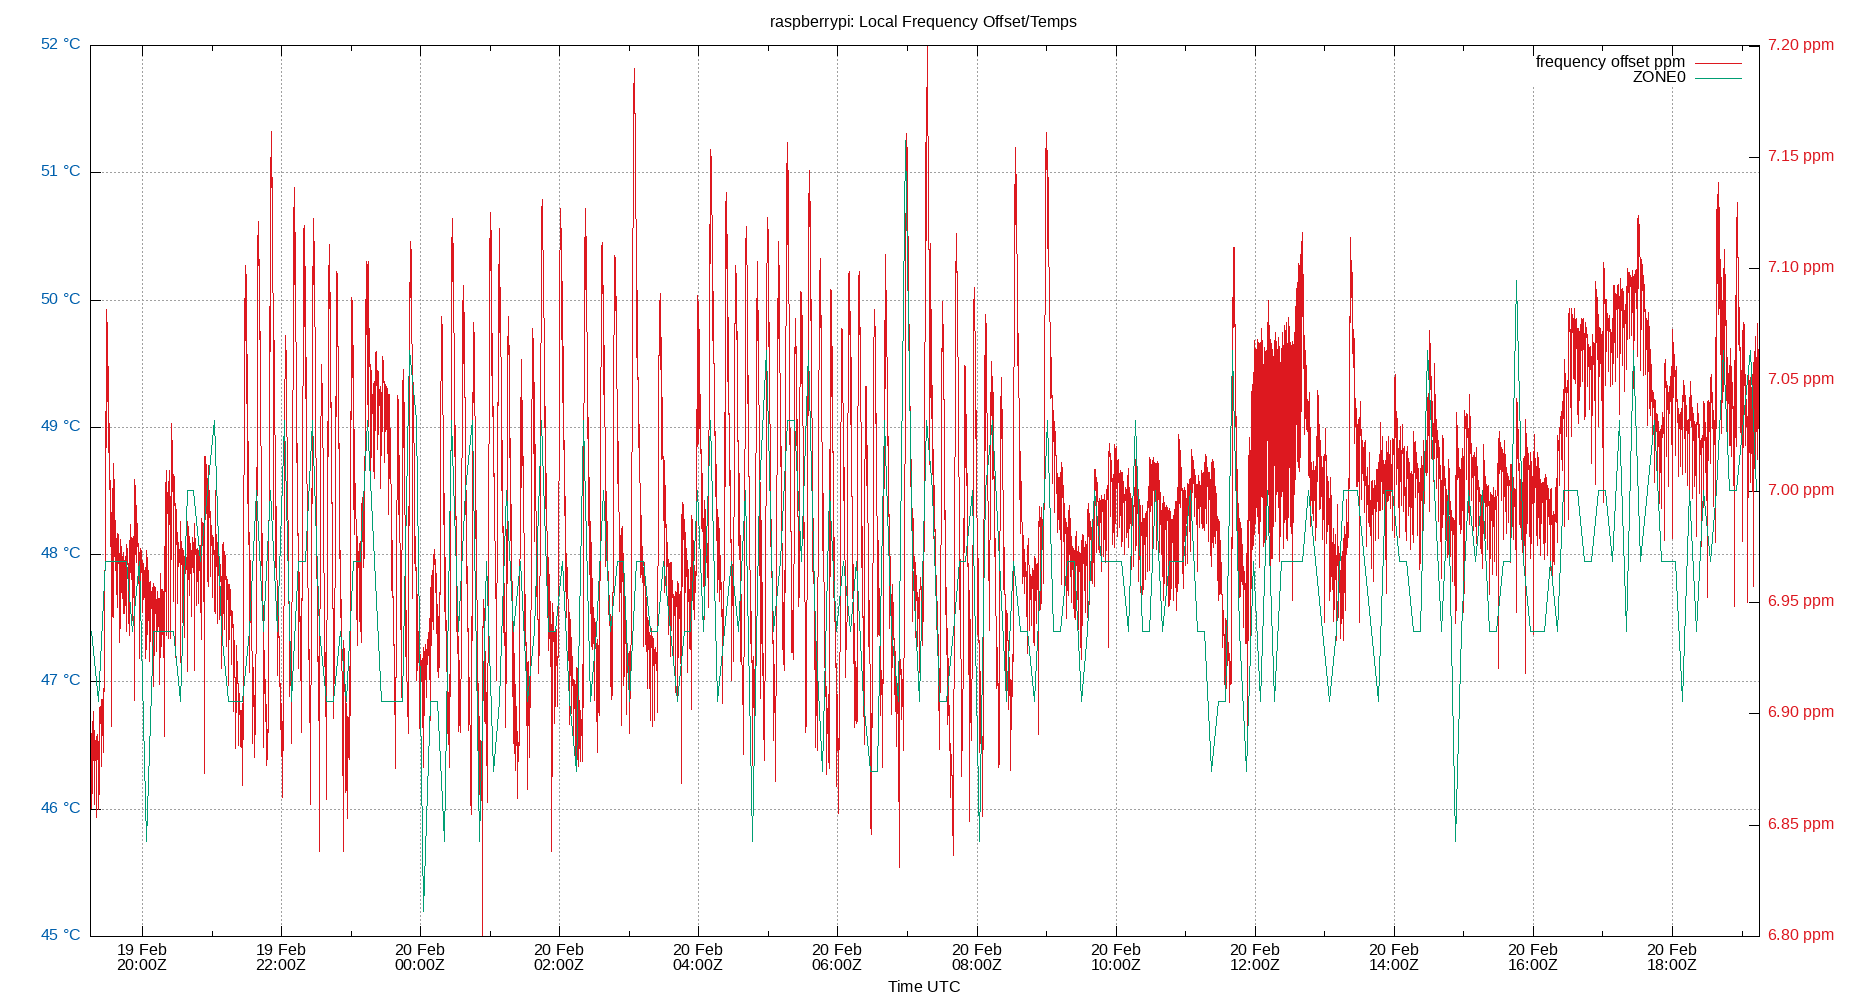 raspberrypi: Local Frequency Offset/Temps
52 °C
7.20 ppm
frequency offset ppm
ZONE0
7.15 ppm
51 °C
7.10 ppm
50 °C
7.05 ppm
49 °C
7.00 ppm
48 °C
6.95 ppm
47 °C
6.90 ppm
46 °C
6.85 ppm
45 °C
6.80 ppm
19 Feb 20:00Z
19 Feb 22:00Z
20 Feb 00:00Z
20 Feb 02:00Z
20 Feb 04:00Z
20 Feb 06:00Z
20 Feb 08:00Z
20 Feb 10:00Z
20 Feb 12:00Z
20 Feb 14:00Z
20 Feb 16:00Z
20 Feb 18:00Z
Time UTC